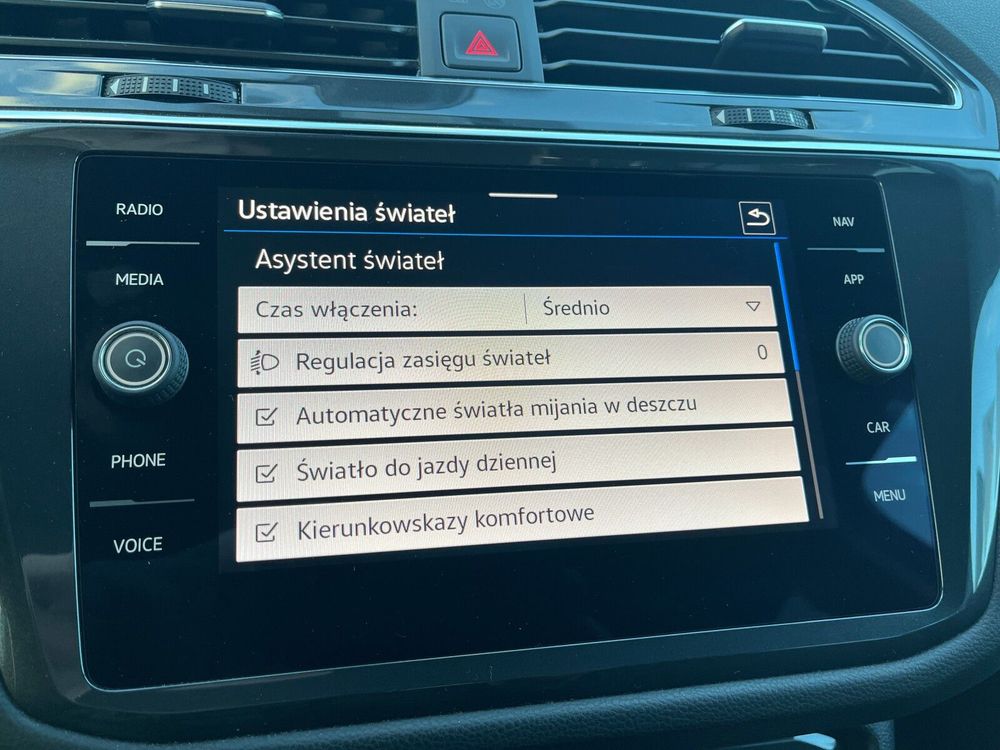 RADIO
MEDIA
PHONE
VOICE
Ustawienia świateł
Asystent świateł
Czas włączenia: Średnio
Regulacja zasięgu świateł 0
Automatyczne światła mijania w deszczu
Światło do jazdy dziennej
Kierunkowskazy komfortowe
NAV
APP
CAR
MENU